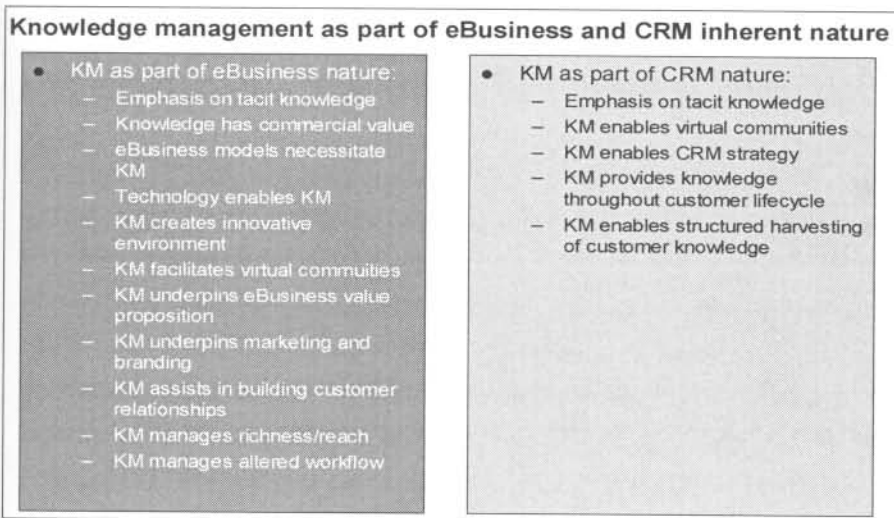 Knowledge management as part of eBusiness and CRM inherent nature
● KM as part of eBusiness nature:
– Emphasis on tacit knowledge
– Knowledge has commercial value
– eBusiness models necessitate
KM
– Technology enables KM
– KM creates innovative
environment
– KM facilitates virtual commuities
– KM underpins eBusiness value
proposition
– KM underpins marketing and
branding
– KM assists in building customer
relationships
– KM manages richness/reach
– KM manages altered workflow
● KM as part of CRM nature:
– Emphasis on tacit knowledge
– KM enables virtual communities
– KM enables CRM strategy
– KM provides knowledge
throughout customer lifecycle
– KM enables structured harvesting
of customer knowledge